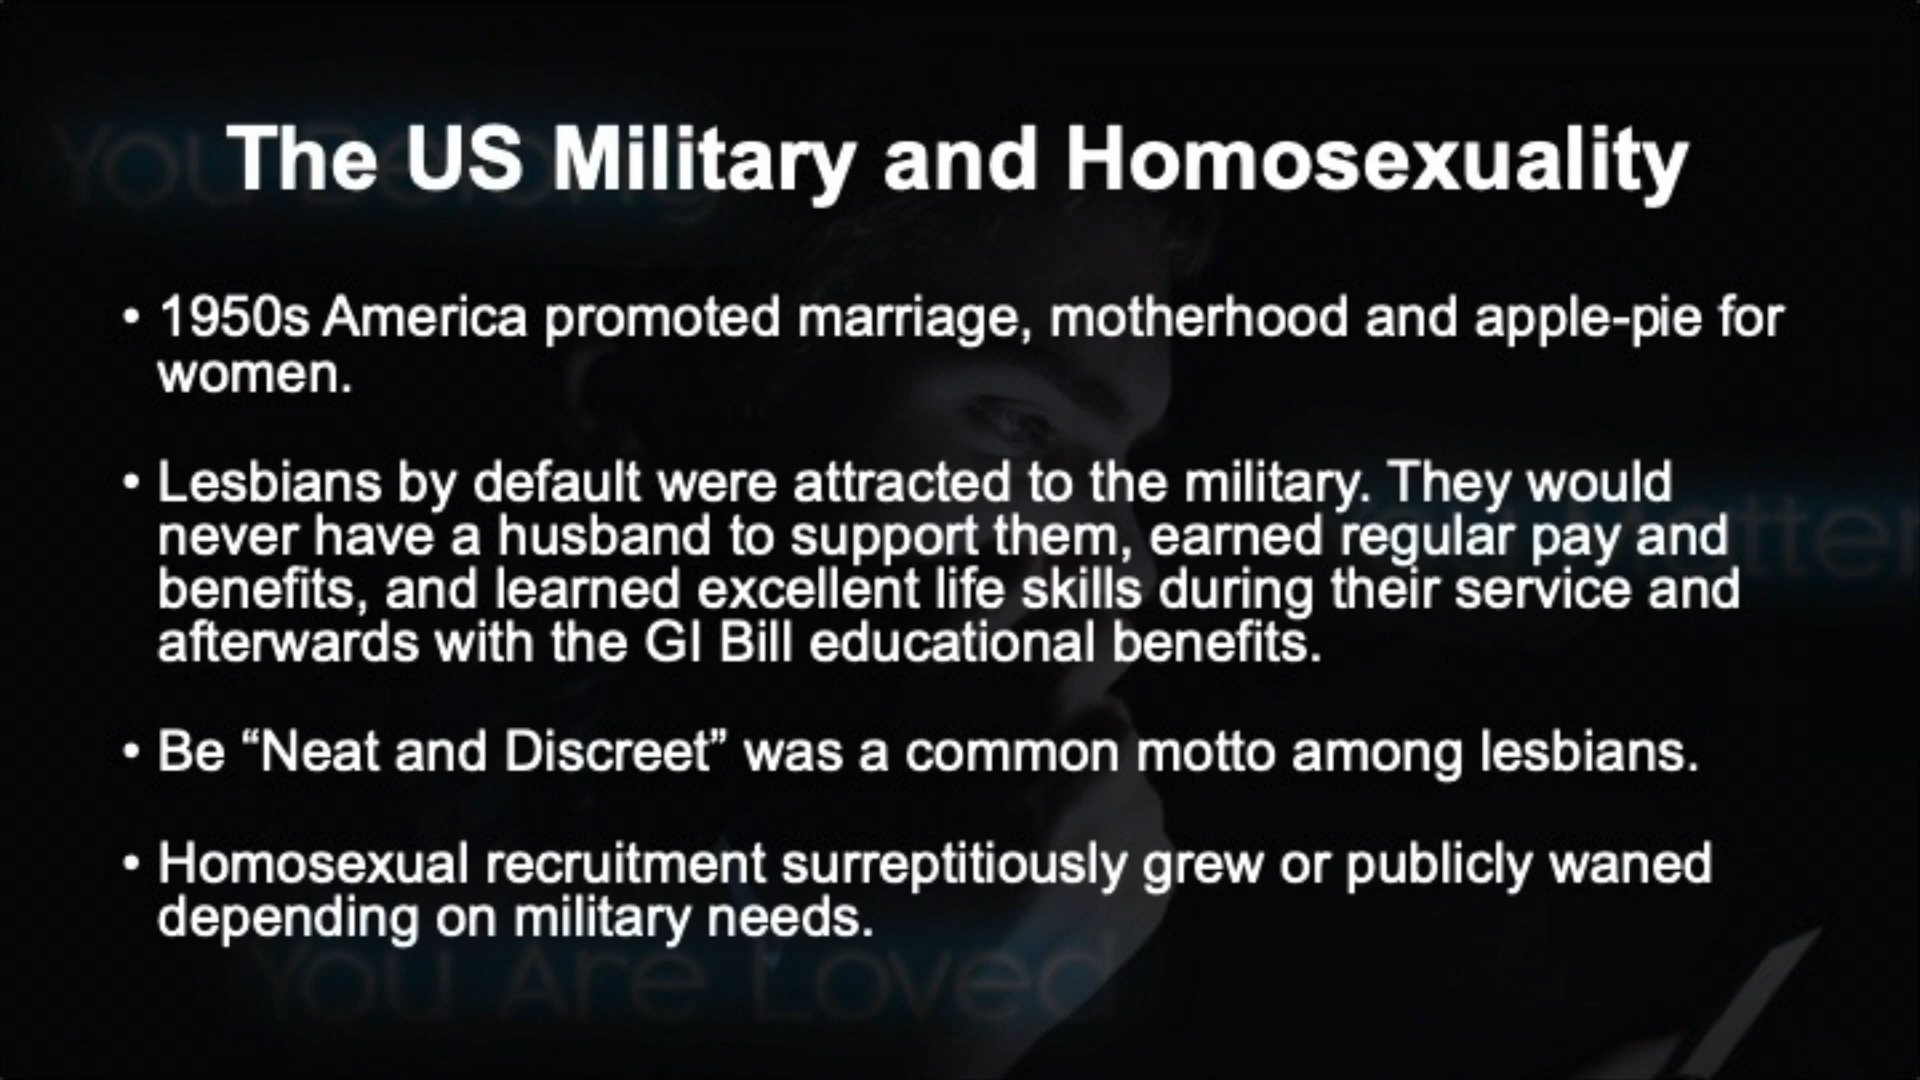 The US Military and Homosexuality
• 1950s America promoted marriage, motherhood and apple-pie for
women.
• Lesbians by default were attracted to the military. They would
never have a husband to support them, earned regular pay and
benefits, and learned excellent life skills during their service and
afterwards with the GI Bill educational benefits.
• Be “Neat and Discreet” was a common motto among lesbians.
• Homosexual recruitment surreptitiously grew or publicly waned
depending on military needs.
You Belong
Matter
You Are Loved